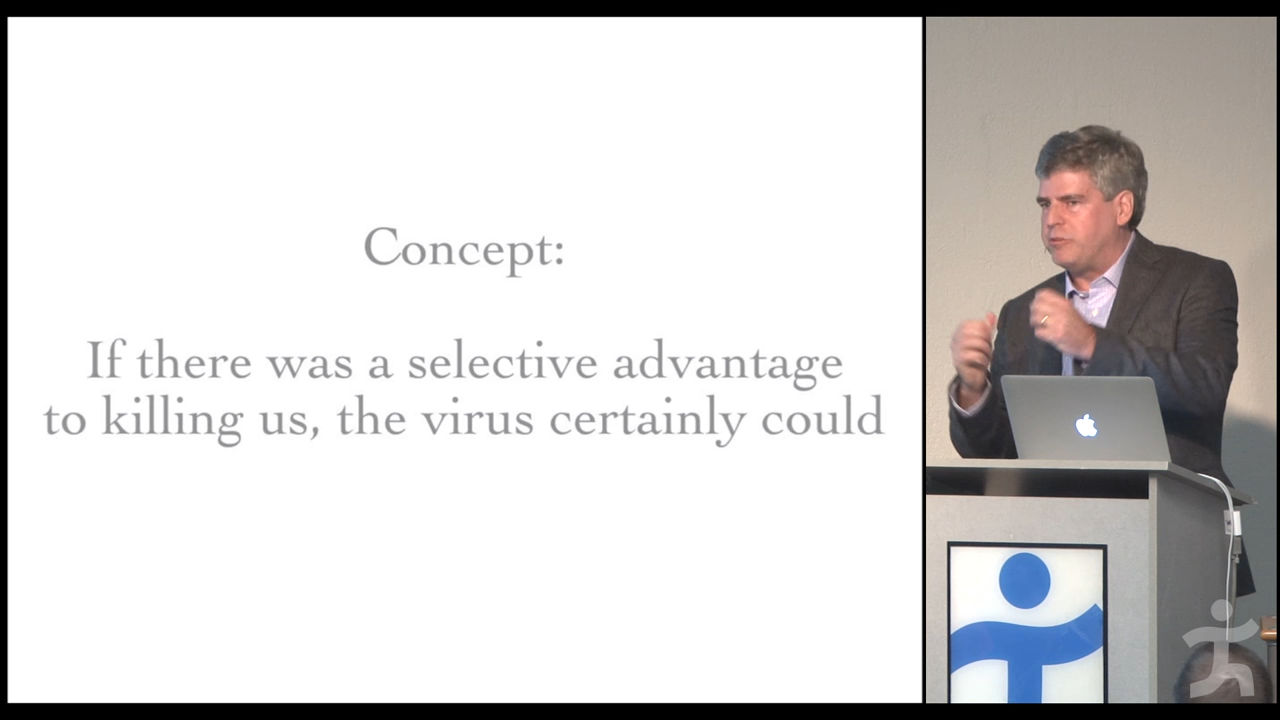 Concept:
If there was a selective advantage
to killing us, the virus certainly could